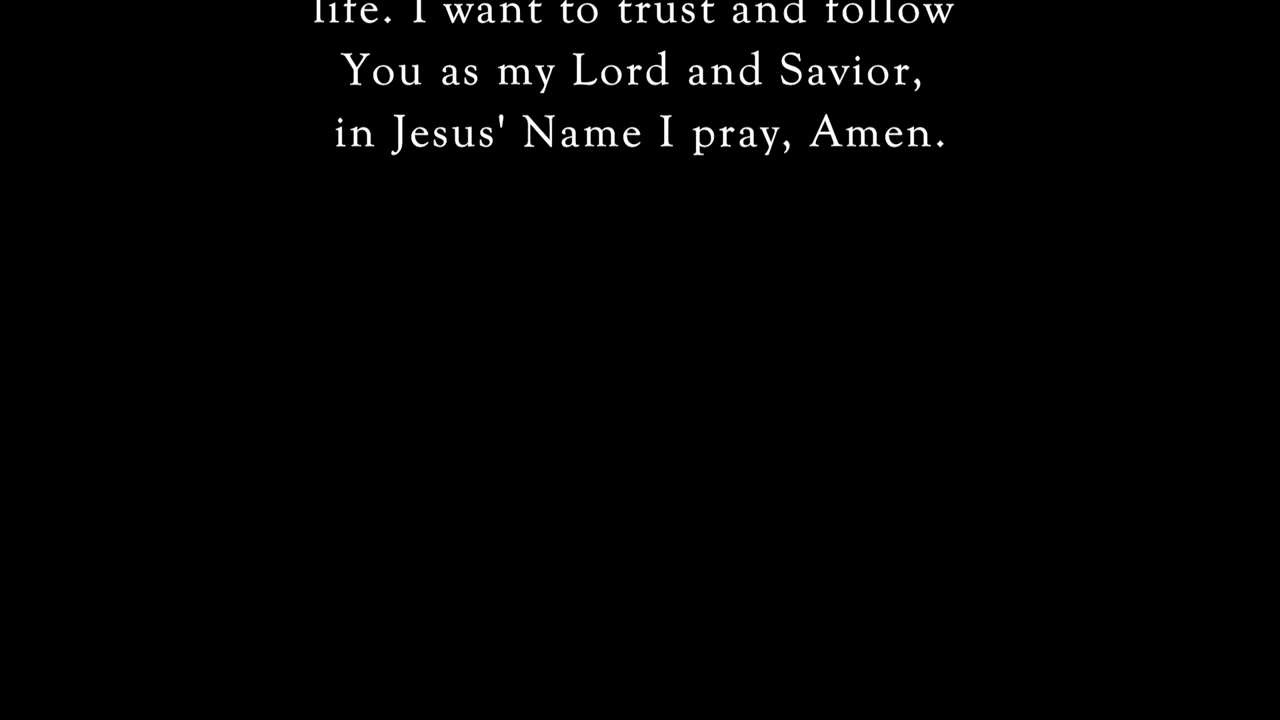 life. I want to trust and follow
You as my Lord and Savior,
in Jesus' Name I pray, Amen.